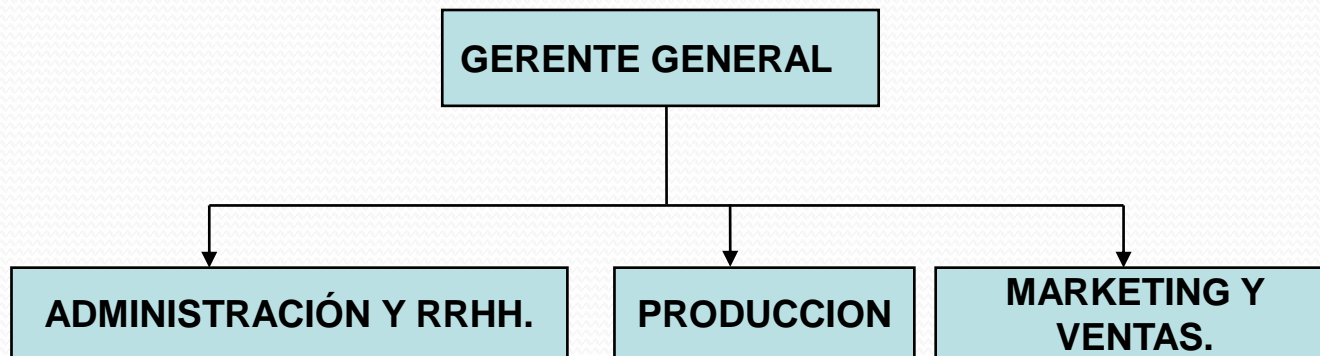 GERENTE GENERAL
ADMINISTRACIÓN Y RRHH.
PRODUCCION
MARKETING Y
VENTAS.